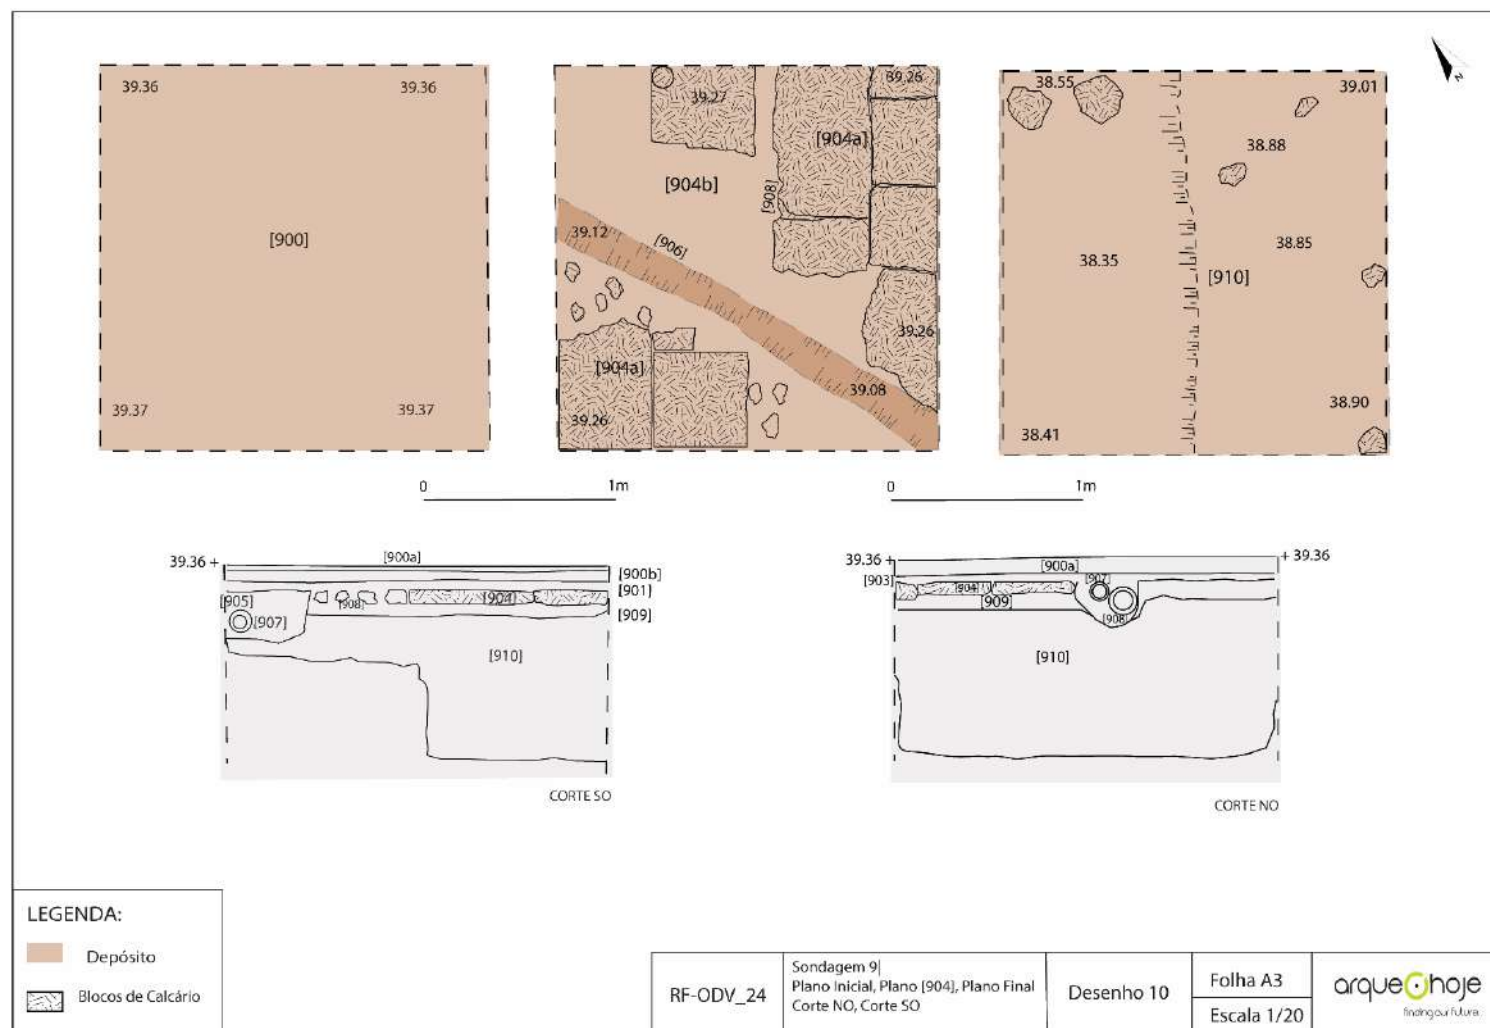 39.36
39.36
[900]
39.37
39.37
39.27
39.26
[904a]
[904b]
[908]
39.12
[906]
[904a]
39.26
39.26
39.08
38.55
39.01
38.88
38.85
38.35
[910]
38.90
38.41
N
0 1m
0 1m
39.36 +
[900a]
[900b]
[901]
[905]
[908]
[904]
[907]
[909]
[910]
CORTE SO
39.36 +
+ 39.36
[900a]
[903]
[904]
[907]
[909]
[908]
[910]
CORTE NO
LEGENDA:
Depósito
Blocos de Calcário
RF-ODV_24
Sondagem 9|
Plano Inicial, Plano [904], Plano Final
Corte NO, Corte SO
Desenho 10
Folha A3
Escala 1/20
arqueohoje
finding our future